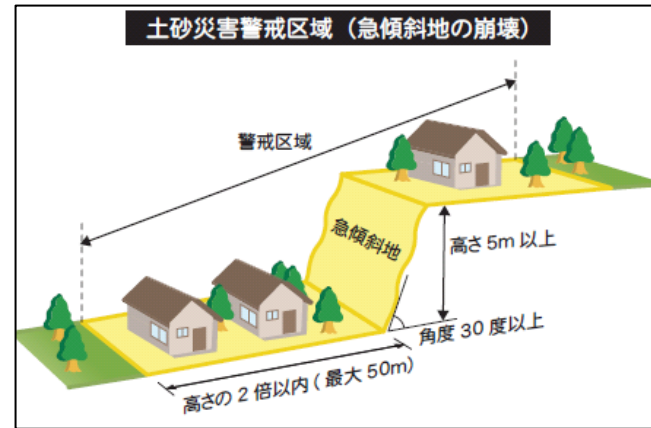 土砂災害警戒区域（急傾斜地の崩壊）
警戒区域
急傾斜地
高さ5m 以上
角度 30 度以上
高さの 2 倍以内 ( 最大 50m)